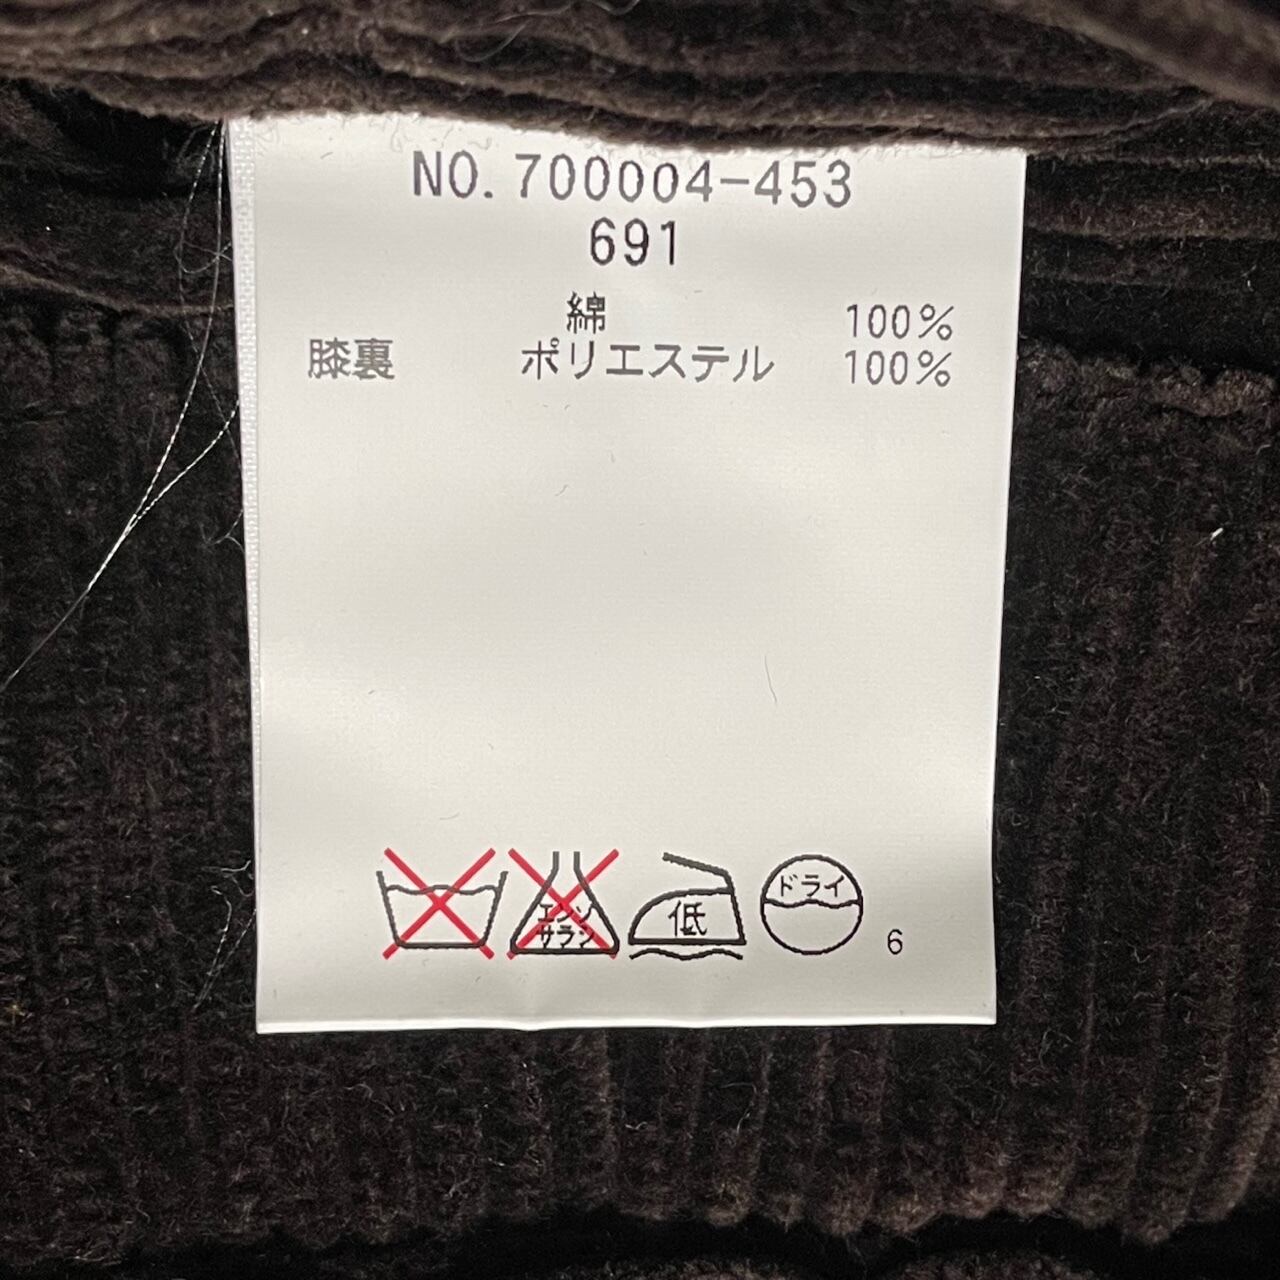 NO. 700004-453
691
綿 100%
膝裏 ポリエステル 100%
エンソ
サラシ
低
ドライ
6